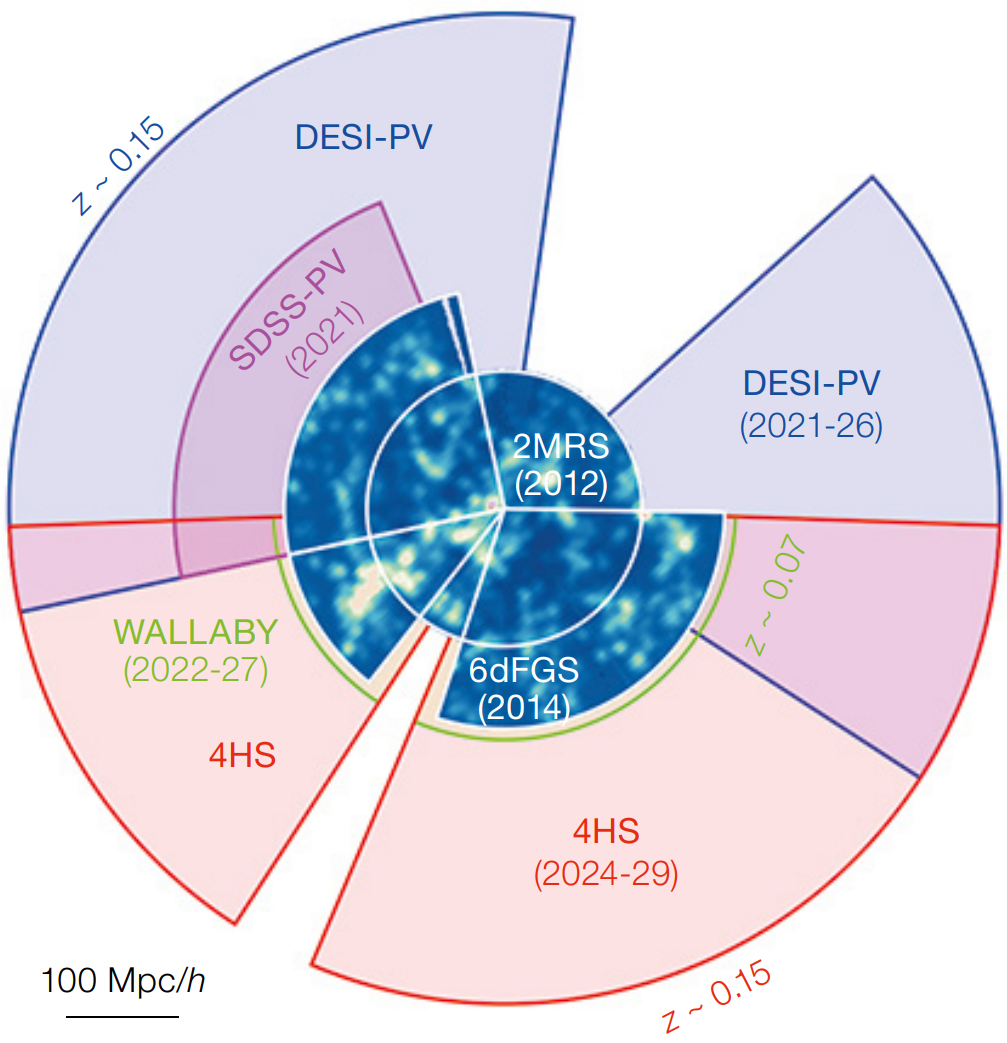 z ~ 0.15
DESI-PV
SDSS-PV
(2021)
DESI-PV
(2021-26)
2MRS
(2012)
z ~ 0.07
WALLABY
(2022-27)
6dFGS
(2014)
4HS
4HS
(2024-29)
100 Mpc/h
z ~ 0.15